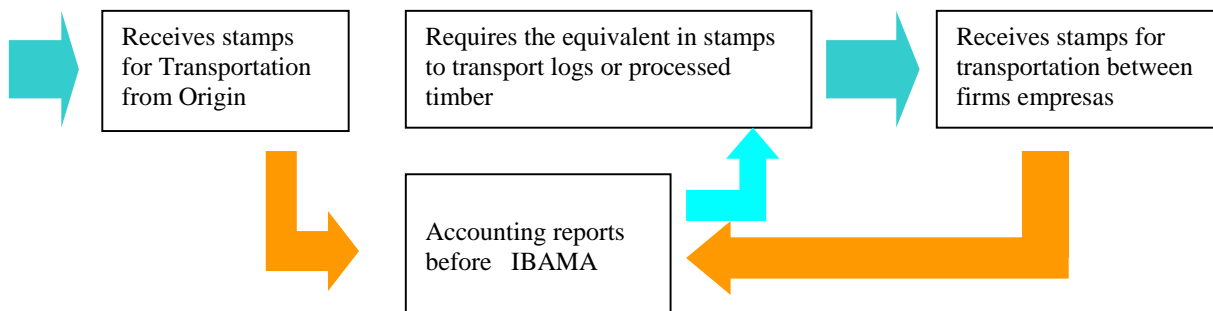 Receives stamps
for Transportation
from Origin
Requires the equivalent in stamps
to transport logs or processed
timber
Receives stamps for
transportation between
firms empresas
Accounting reports
before IBAMA